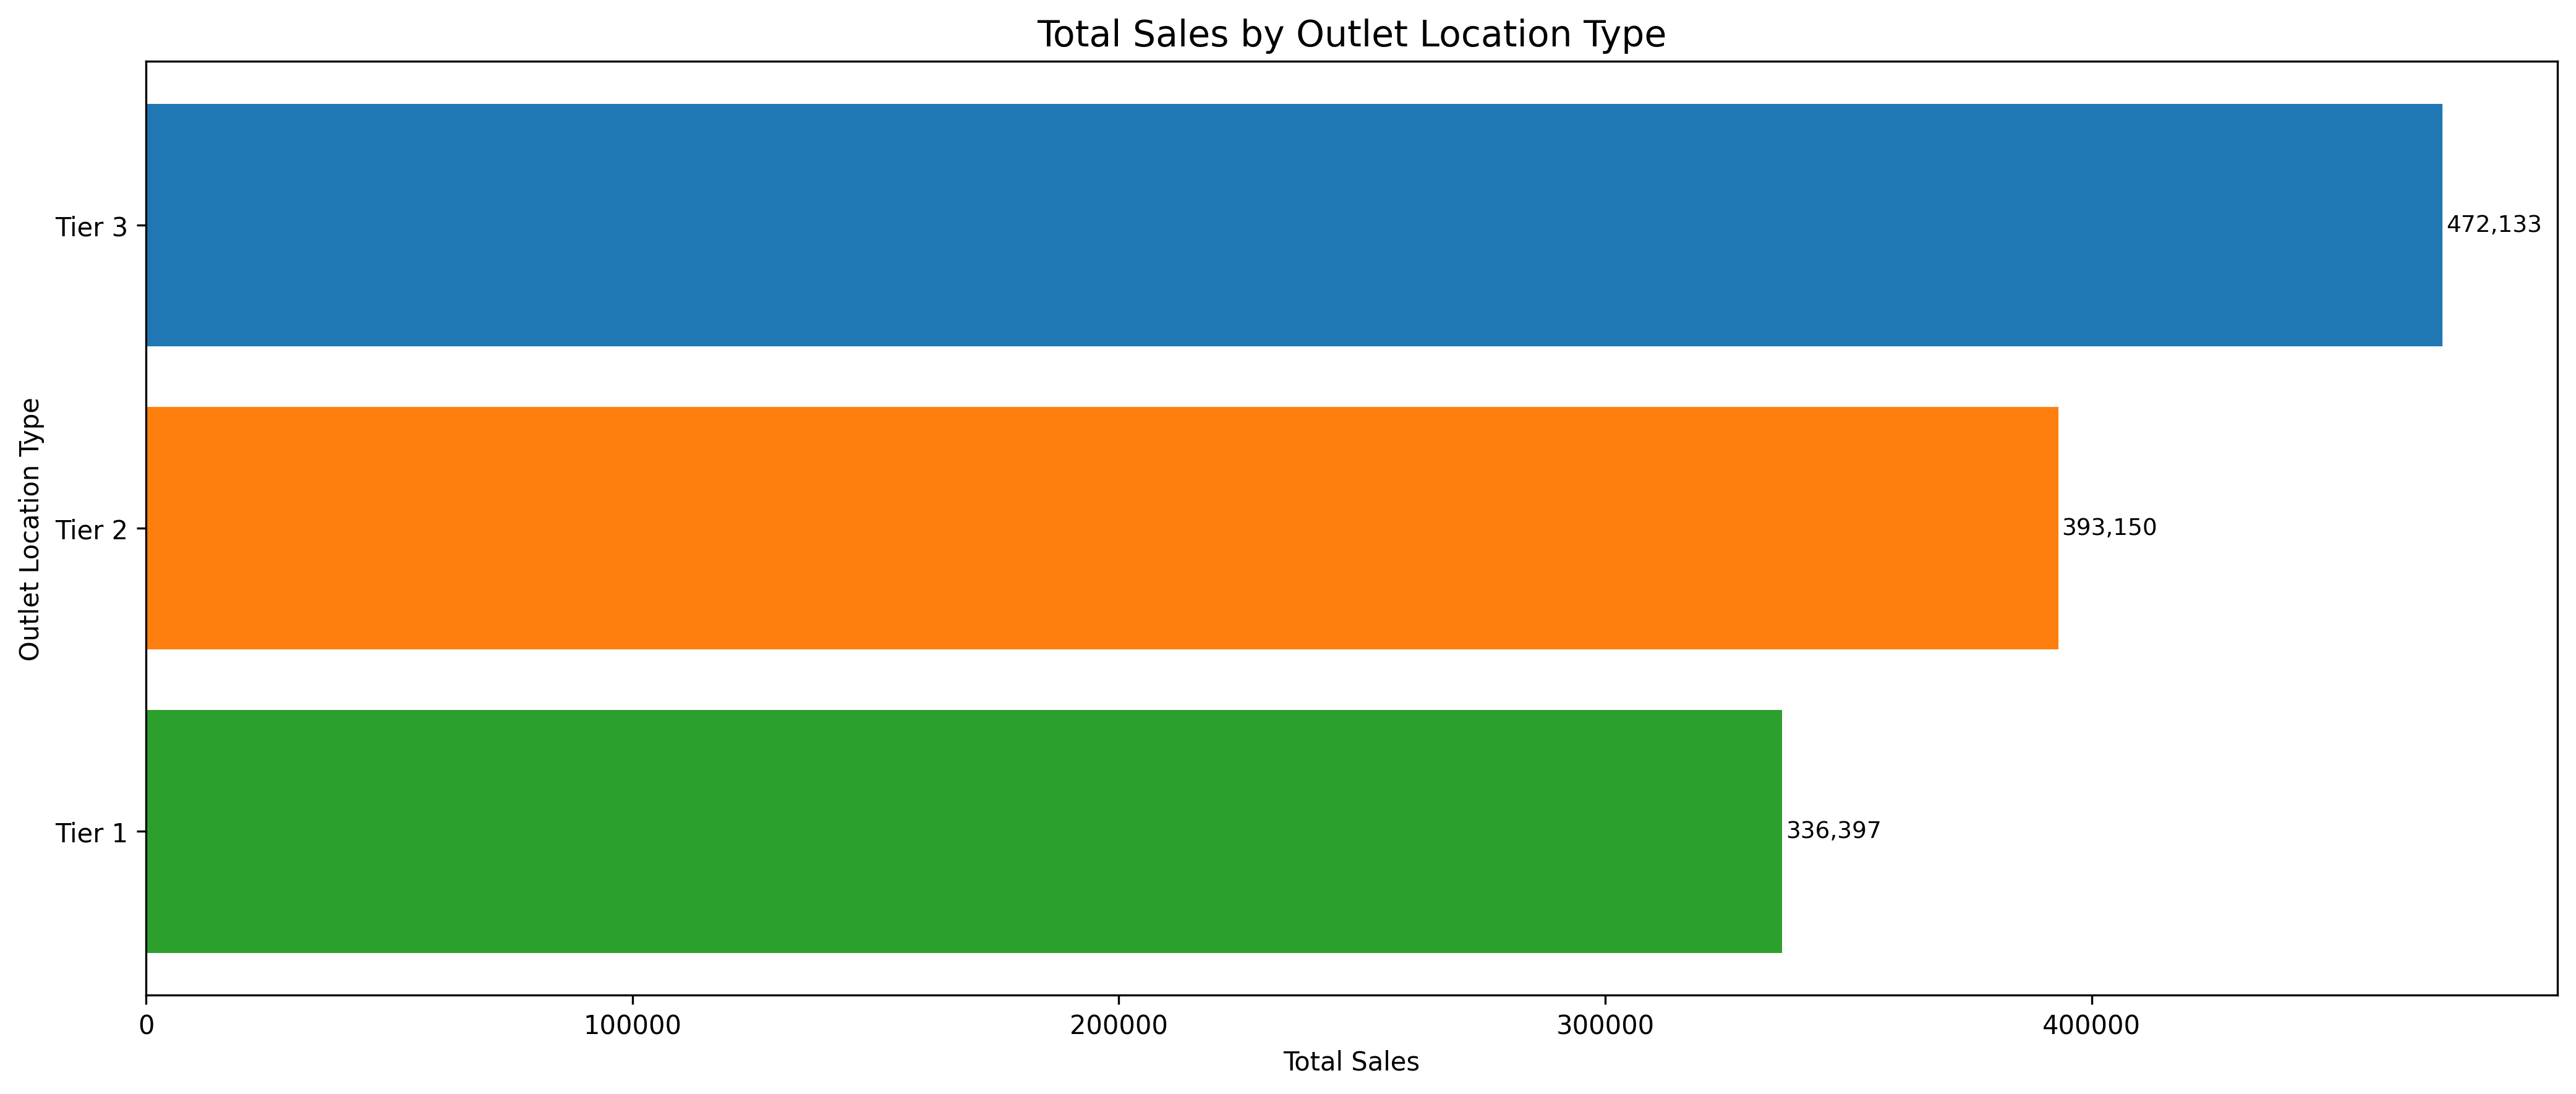 Total Sales by Outlet Location Type
Outlet Location Type
Tier 3
472,133
Tier 2
393,150
Tier 1
336,397
0
100000
200000
300000
400000
Total Sales